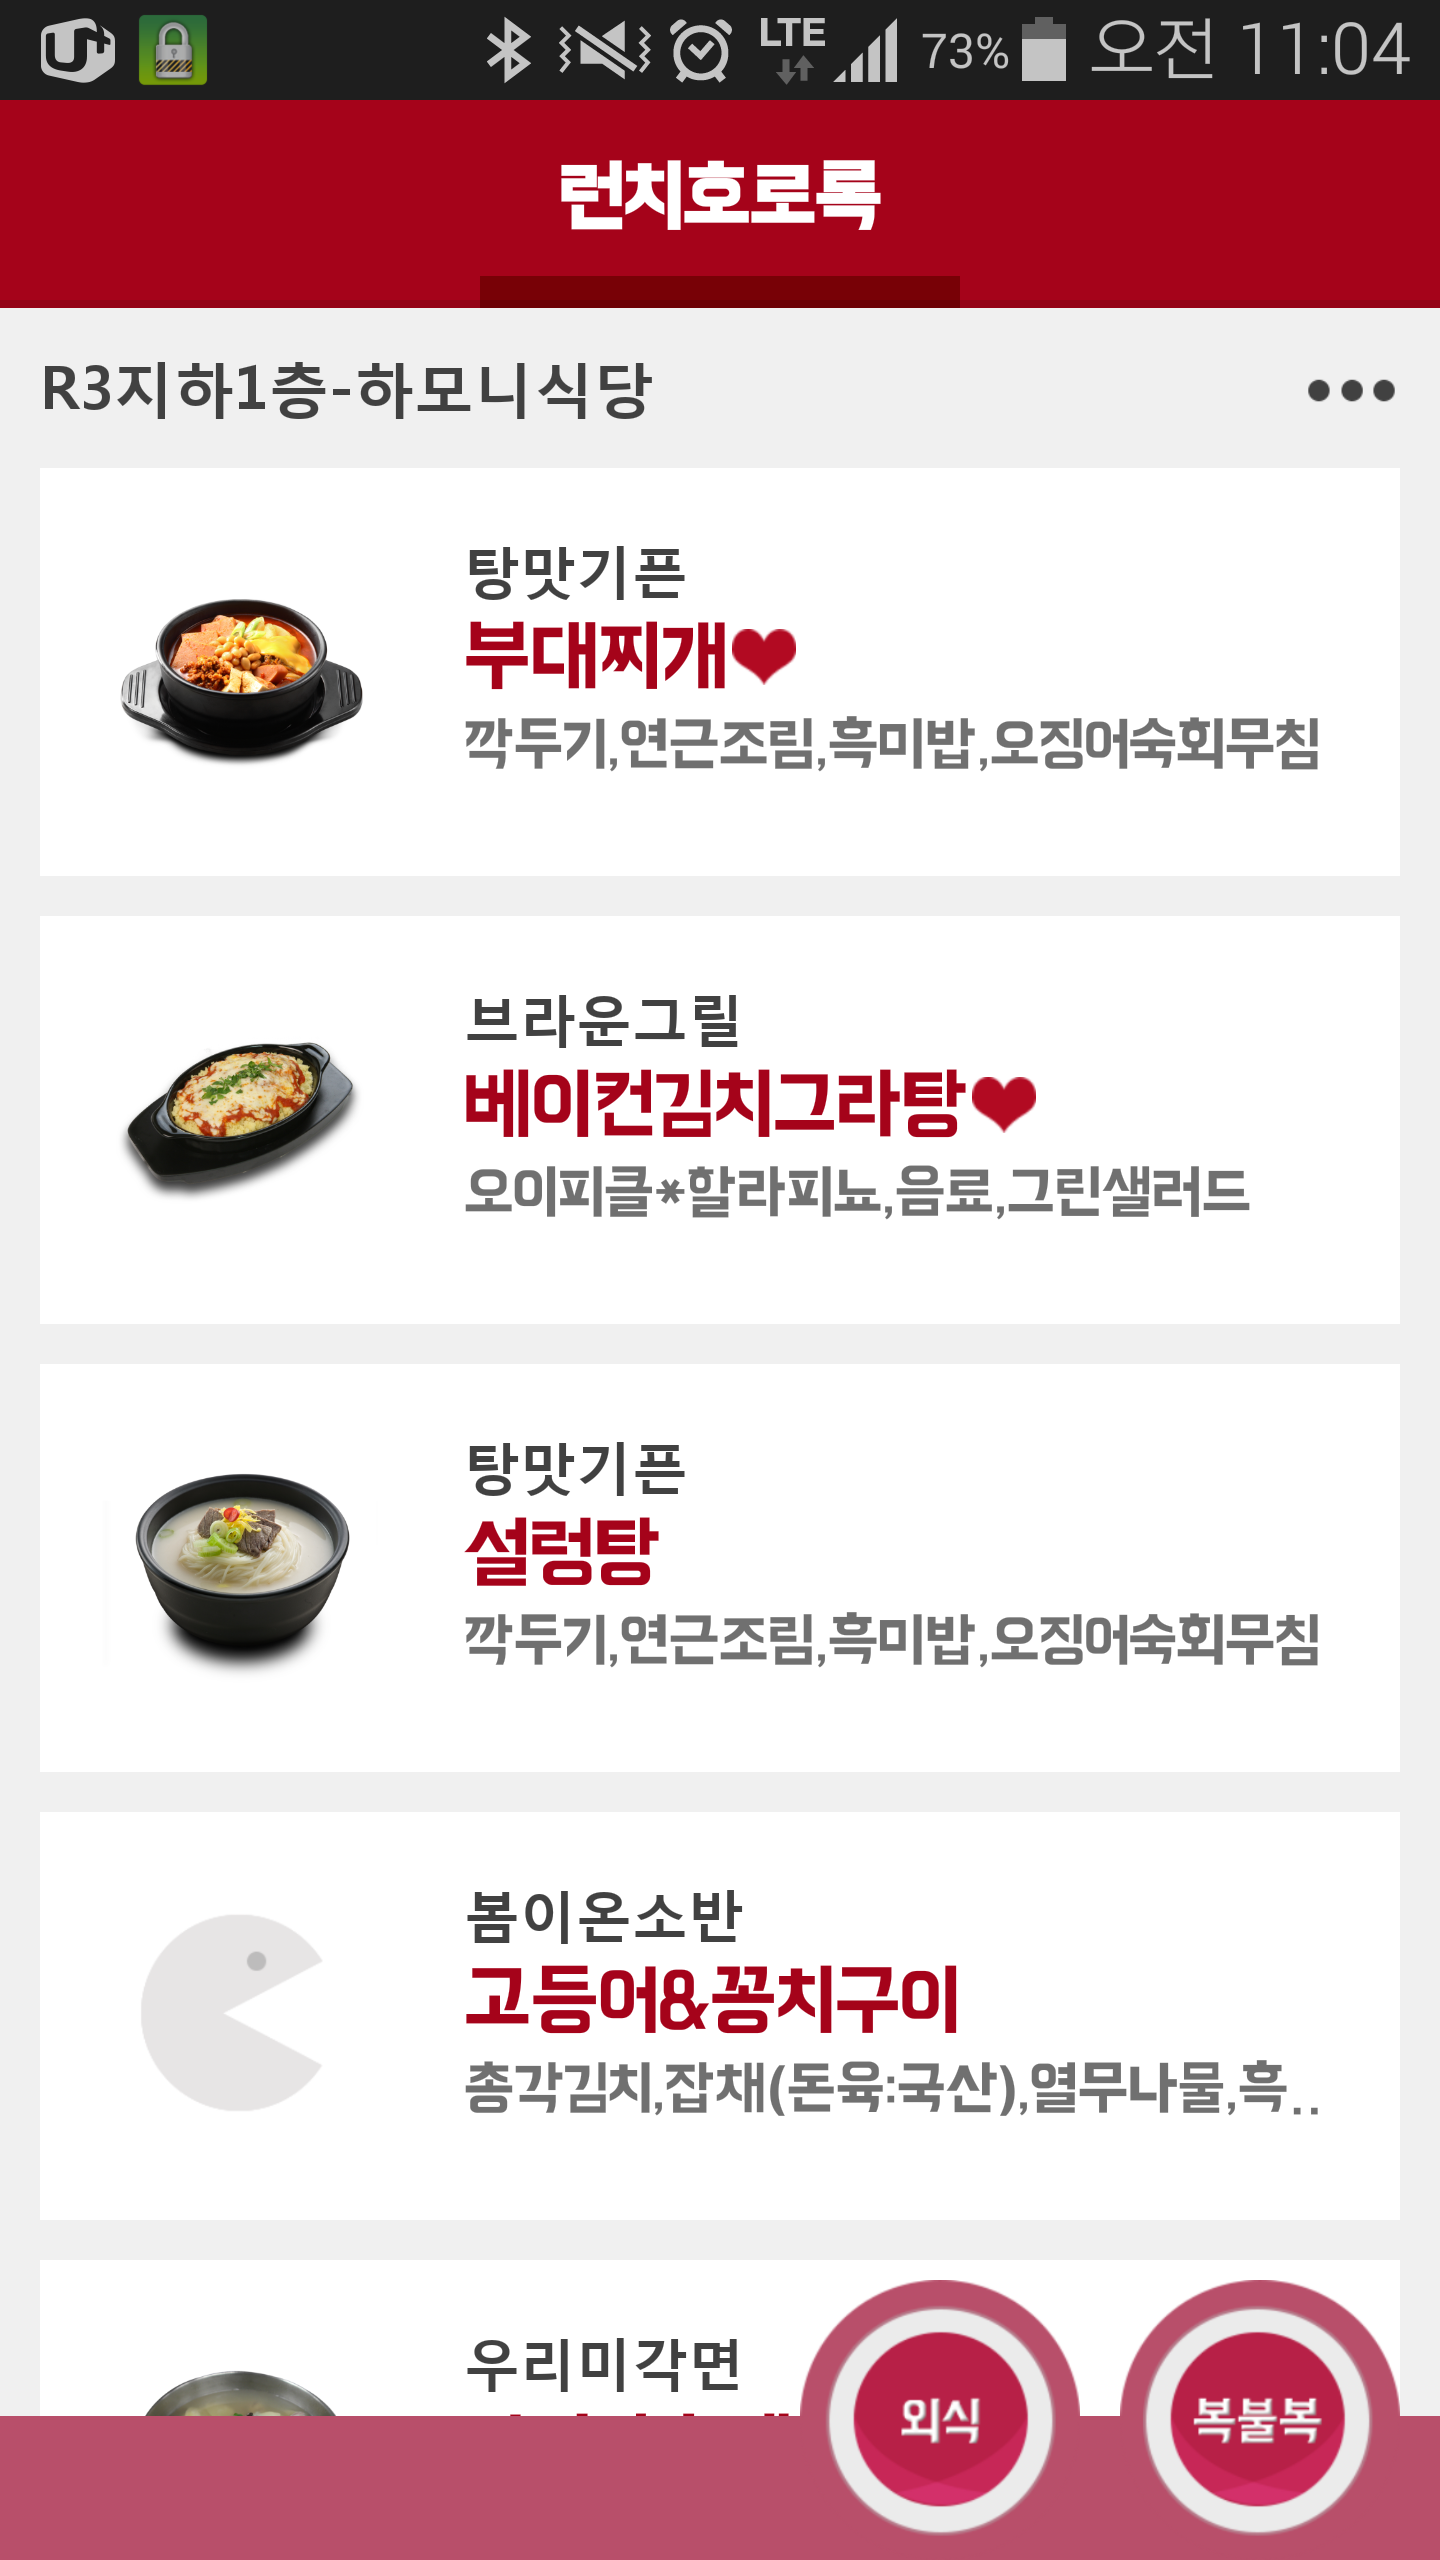 LTE 73% 오전 11:04
런치호로록
R3지하1층-하모니식당
탕맛기픈
부대찌개
깍두기,연근조림,흑미밥,오징어숙회무침
브라운그릴
베이컨김치그라탕
오이피클*할라피뇨,음료,그린샐러드
탕맛기픈
설렁탕
깍두기,연근조림,흑미밥,오징어숙회무침
봄이온소반
고등어&꽁치구이
총각김치,잡채(돈육:국산),열무나물,흑..
우리미각면
외식
복불복